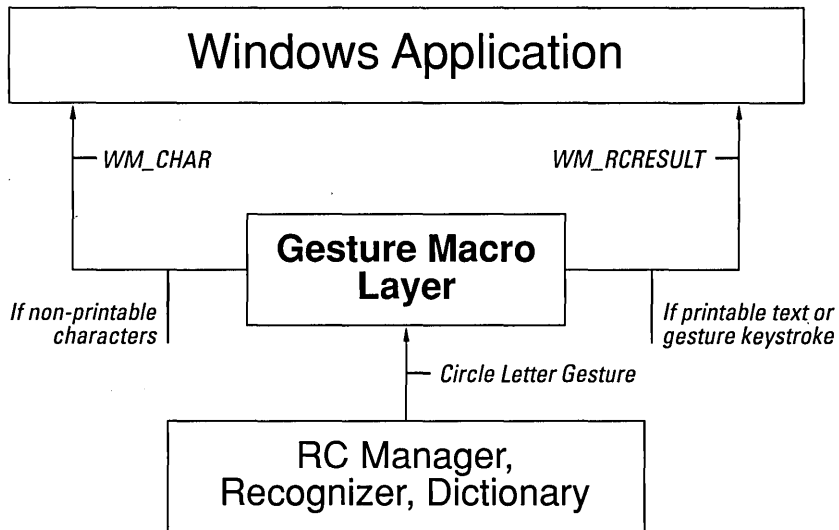 Windows Application
WM_CHAR
WM_RCRESULT
Gesture Macro
Layer
If non-printable
characters
If printable text or
gesture keystroke
Circle Letter Gesture
RC Manager,
Recognizer, Dictionary